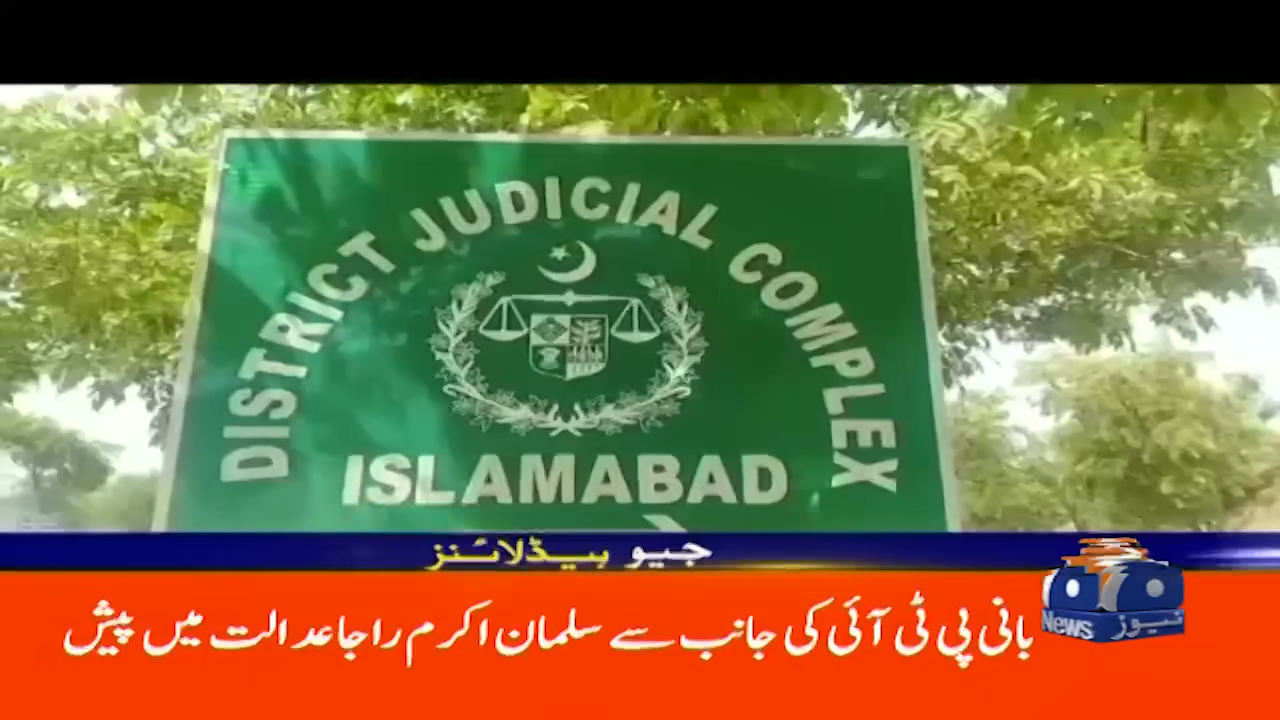 DISTRICT JUDICIAL COMPLEX
ISLAMABAD
جیو ہیڈلائنز
بانی پی ٹی آئی کی جانب سے سلمان اکرم راجا عدالت میں پیش
News نیوز